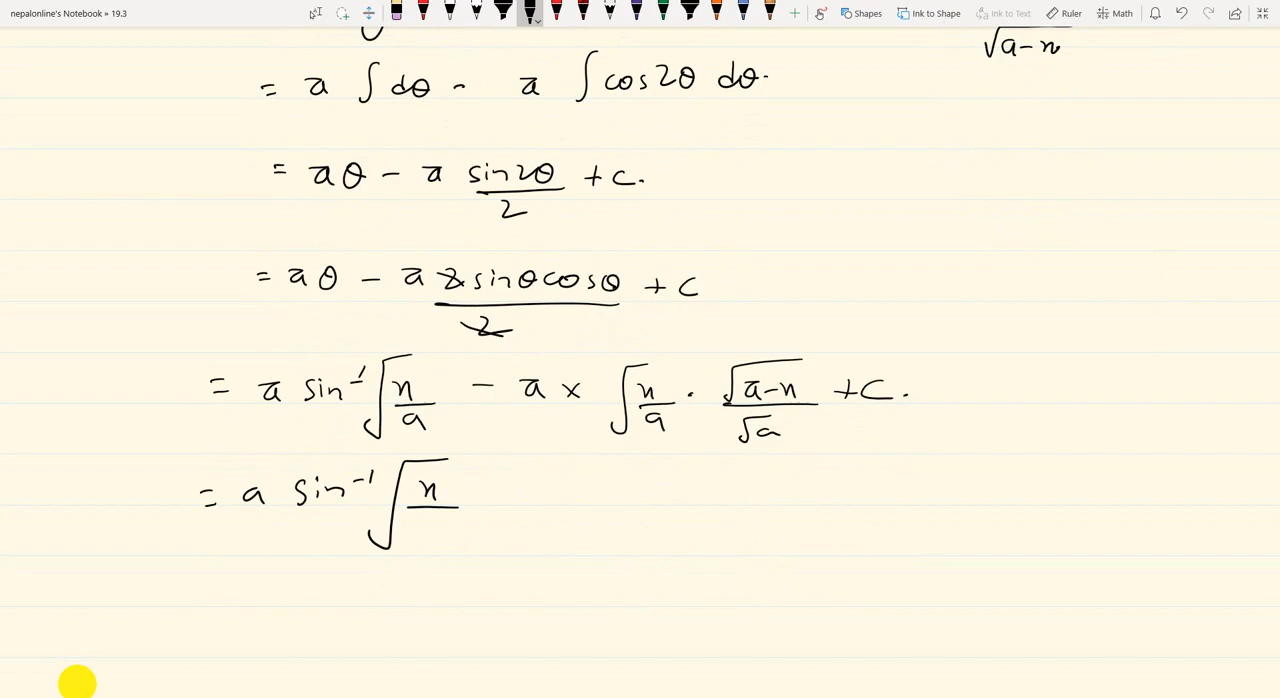 nepalonline's Notebook » 19.3
Shapes Ink to Shape Ink to Text Ruler Math
√(a-x)
= a ∫ dθ - a ∫ cos2θ dθ.
= aθ - a sin2θ/2 + c.
= aθ - a 2sinθcosθ/2 + c
= a sin⁻¹ √(x/a) - a × √(x/a) · √(a-x)/√a + C.
= a sin⁻¹ √x